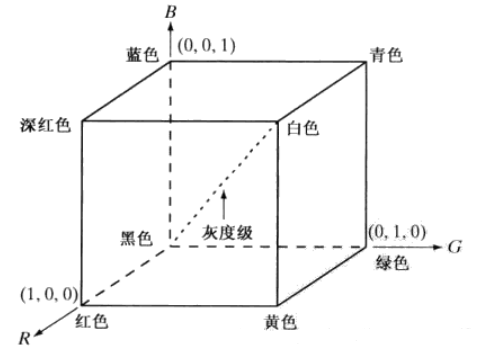 B
蓝色
(0, 0, 1)
青色
深红色
白色
黑色
灰度级
(0, 1, 0)
G
绿色
(1, 0, 0)
红色
黄色
R